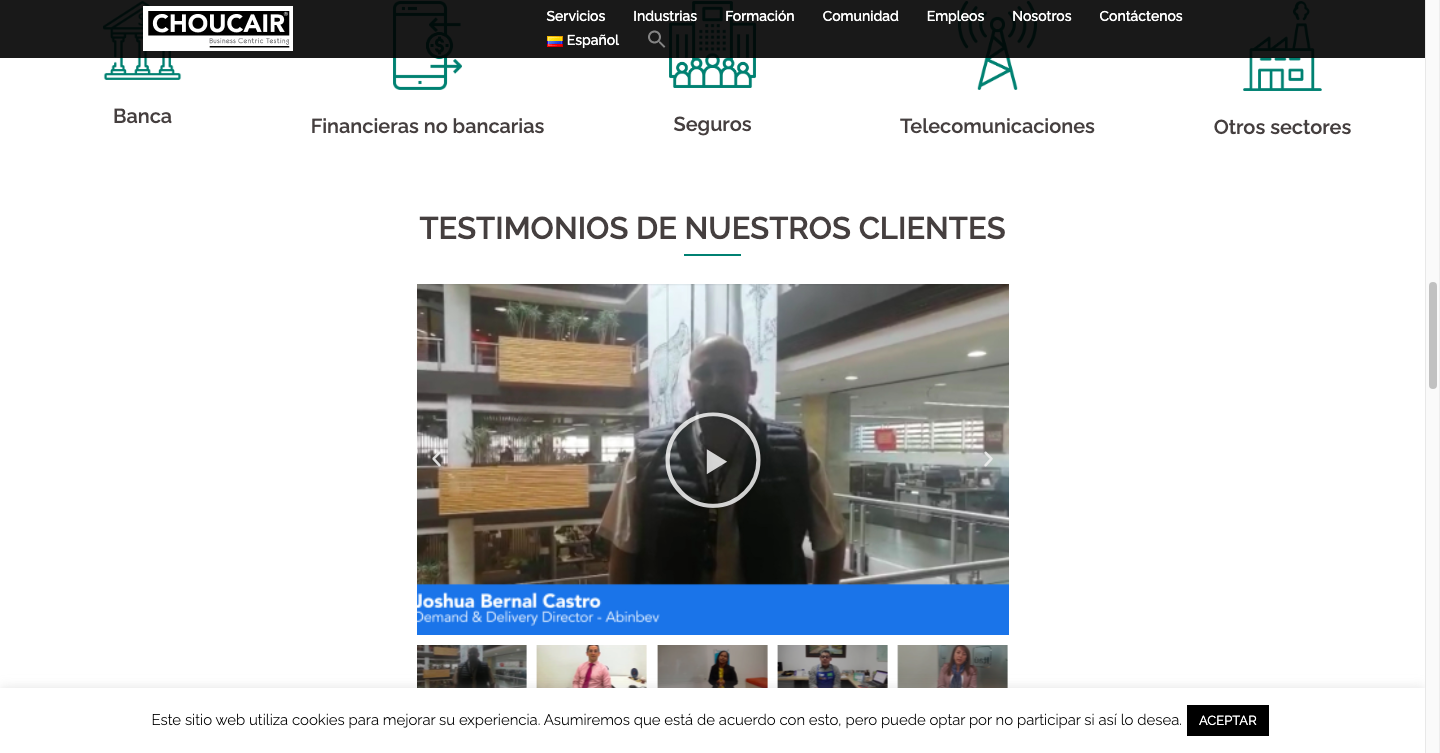 CHOUCAIR
Business Centric Testing
Servicios Industrias Formación Comunidad Empleos Nosotros Contáctenos
Español
Banca
Financieras no bancarias
Seguros
Telecomunicaciones
Otros sectores
TESTIMONIOS DE NUESTROS CLIENTES
Joshua Bernal Castro
Demand & Delivery Director - Abinbev
Este sitio web utiliza cookies para mejorar su experiencia. Asumiremos que está de acuerdo con esto, pero puede optar por no participar si así lo desea. ACEPTAR